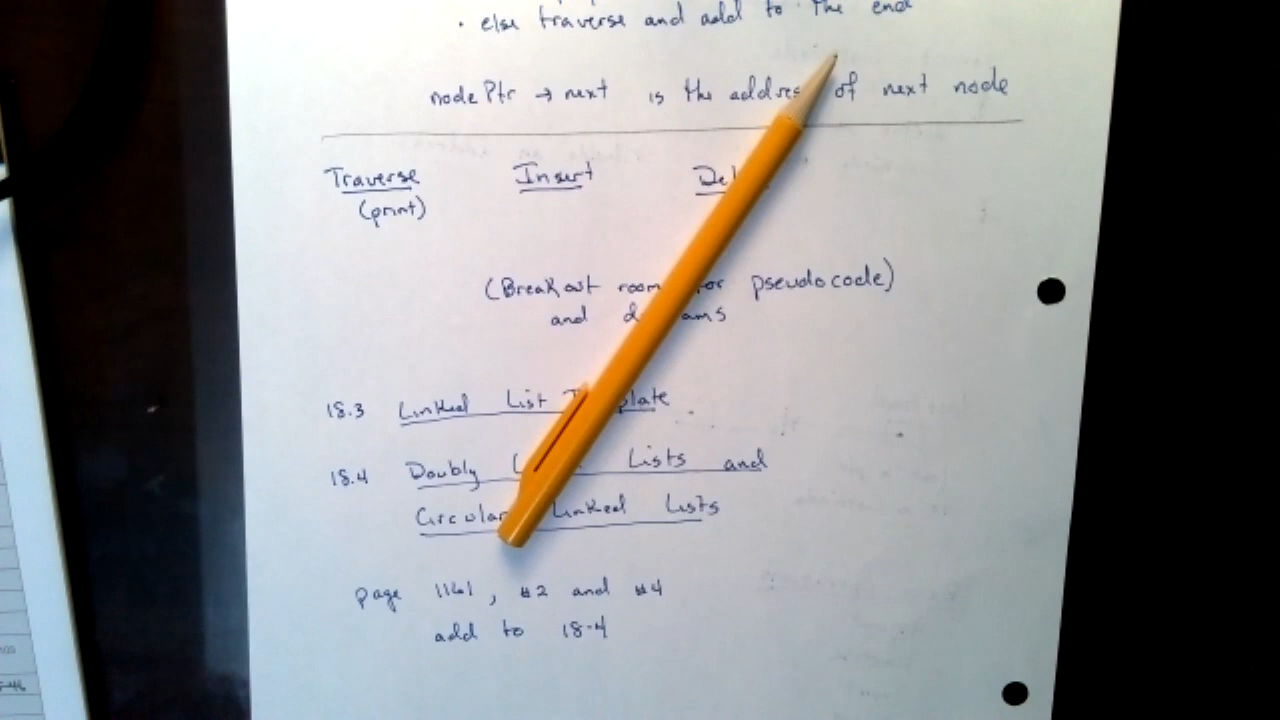 · else traverse and add to the end
nodePtr → next is the address of next node
Traverse Insert
(print)
(Breakout pseudocode)
and
18.3 Linked List
18.4 Doubly Lists and
Circular Linked Lists
page 1161, #2 and #4
add to 18-4